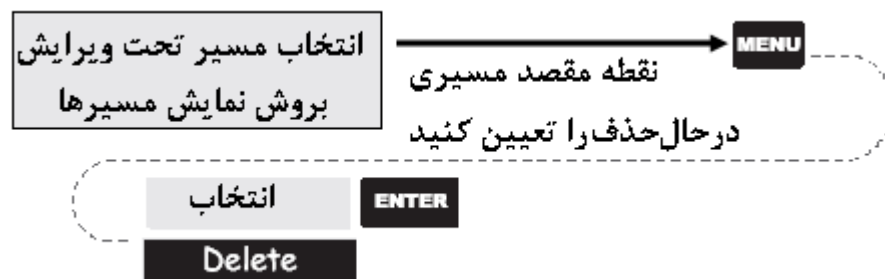 انتخاب مسیر تحت ویرایش
بروش نمایش مسیرها
نقطه مقصد مسیری
درحال‌حذف‌را تعیین کنید
MENU
انتخاب
ENTER
Delete